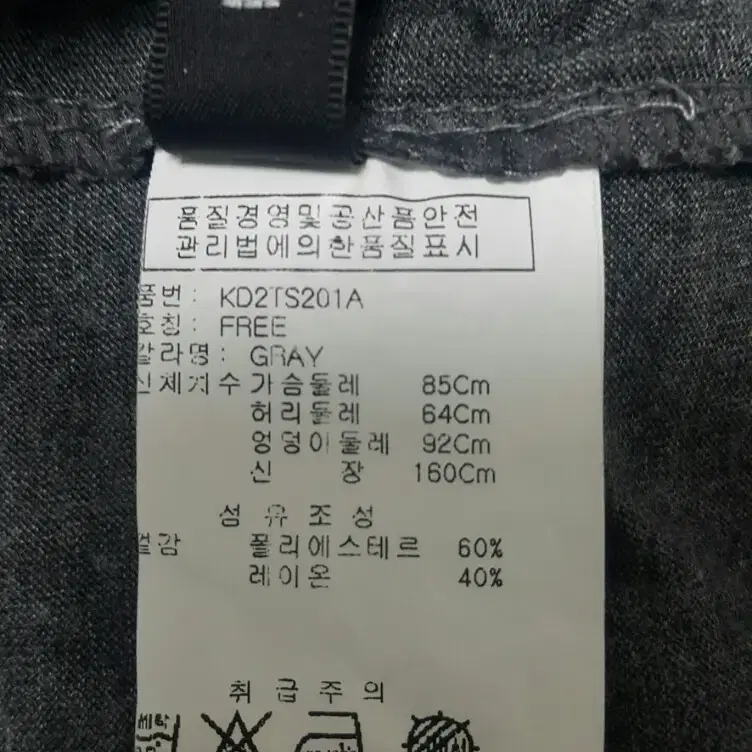 품질경영및공산품안전
관리법에의한품질표시
품번 : KD2TS201A
호칭 : FREE
칼라명 : GRAY
신체치수 가슴둘레 85Cm
허리둘레 64Cm
엉덩이둘레 92Cm
신 장 160Cm
섬 유 조 성
겉감 폴리에스테르 60%
레이온 40%
취 급 주 의
세탁